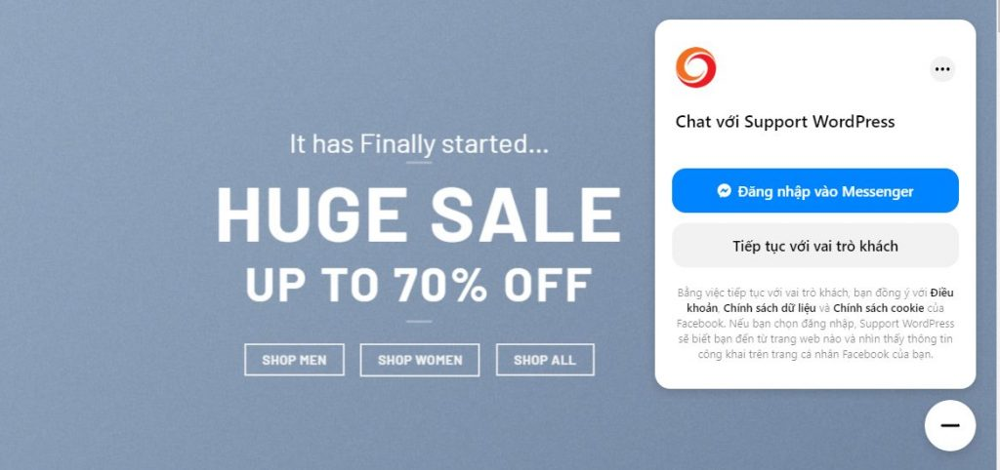 It has Finally started...
HUGE SALE
UP TO 70% OFF
SHOP MEN
SHOP WOMEN
SHOP ALL
Chat với Support WordPress
Đăng nhập vào Messenger
Tiếp tục với vai trò khách
Bằng việc tiếp tục với vai trò khách, bạn đồng ý với Điều
khoản, Chính sách dữ liệu và Chính sách cookie của
Facebook. Nếu bạn chọn đăng nhập, Support WordPress
sẽ biết bạn đến từ trang web nào và nhìn thấy thông tin
công khai trên trang cá nhân Facebook của bạn.